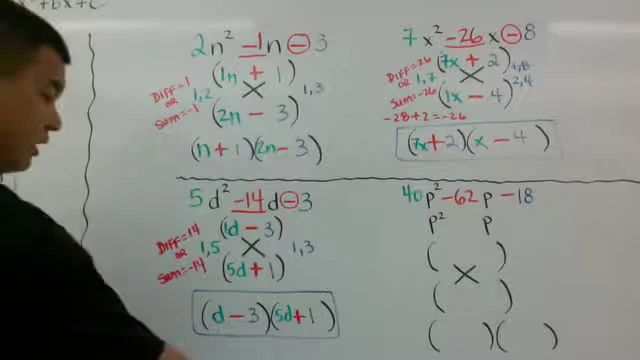 +bx+c
2n² -1n - 3
Diff=1
or
Sum=-1
1,2
(1n + 1)
(2n - 3)
1,3
(n+1)(2n-3)
7x² -26x - 8
Diff=26
or
Sum=-26
1,7
(7x + 2)
(1x - 4)
1,8
2,4
-28+2=-26
(7x+2)(x-4)
5d² -14d - 3
Diff=14
or
Sum=-14
1,5
(1d - 3)
(5d+1)
1,3
(d-3)(5d+1)
40p² -62p -18
p² p
( )
( )
( )( )